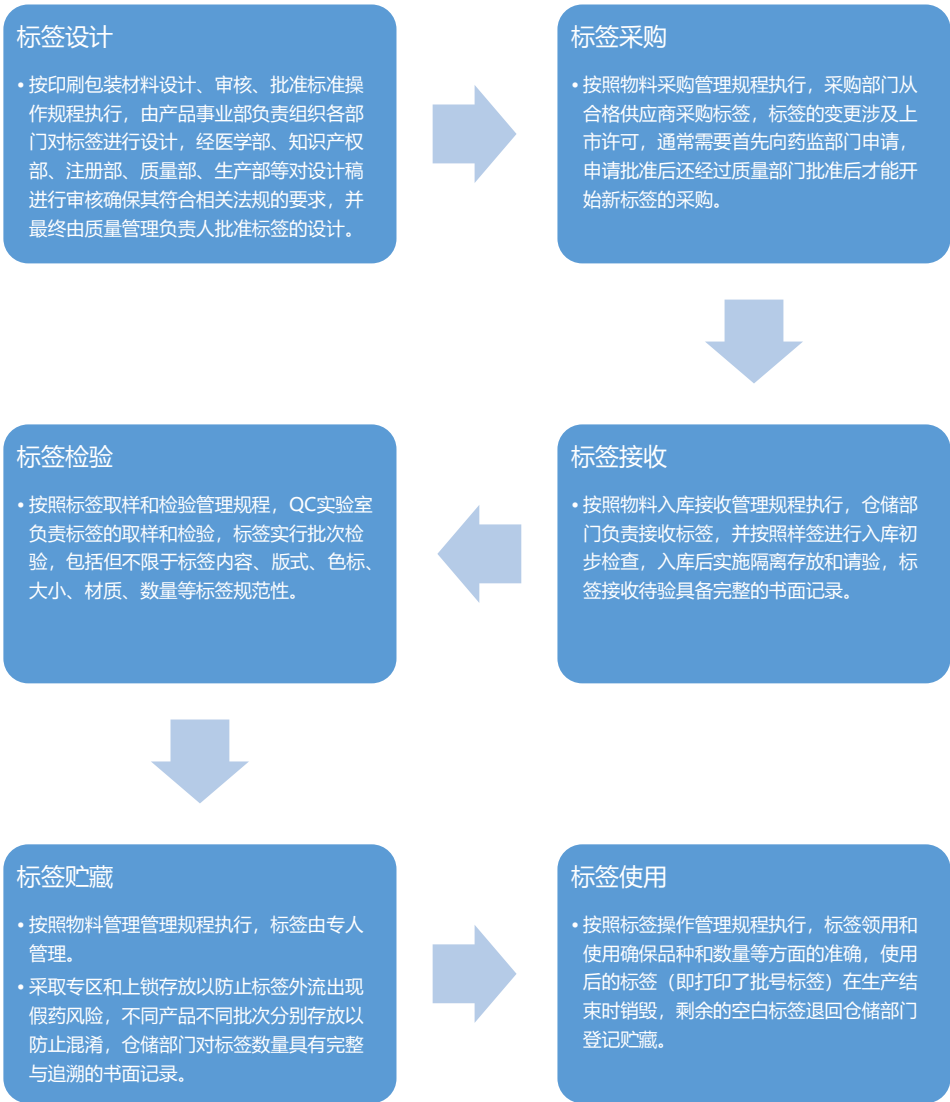 标签设计
• 按印刷包装材料设计、审核、批准标准操
作规程执行，由产品事业部负责组织各部
门对标签进行设计，经医学部、知识产权
部、注册部、质量部、生产部等对设计稿
进行审核确保其符合相关法规的要求，并
最终由质量管理负责人批准标签的设计。
标签采购
• 按照物料采购管理规程执行，采购部门从
合格供应商采购标签，标签的变更涉及上
市许可，通常需要首先向药监部门申请，
申请批准后还经过质量部门批准后才能开
始新标签的采购。
标签接收
• 按照物料入库接收管理规程执行，仓储部
门负责接收标签，并按照样签进行入库初
步检查，入库后实施隔离存放和请验，标
签接收待验具备完整的书面记录。
标签检验
• 按照标签取样和检验管理规程，QC实验室
负责标签的取样和检验，标签实行批次检
验，包括但不限于标签内容、版式、色标、
大小、材质、数量等标签规范性。
标签贮藏
• 按照物料管理管理规程执行，标签由专人
管理。
• 采取专区和上锁存放以防止标签外流出现
假药风险，不同产品不同批次分别存放以
防止混淆，仓储部门对标签数量具有完整
与追溯的书面记录。
标签使用
• 按照标签操作管理规程执行，标签领用和
使用确保品种和数量等方面的准确，使用
后的标签（即打印了批号标签）在生产结
束时销毁，剩余的空白标签退回仓储部门
登记贮藏。